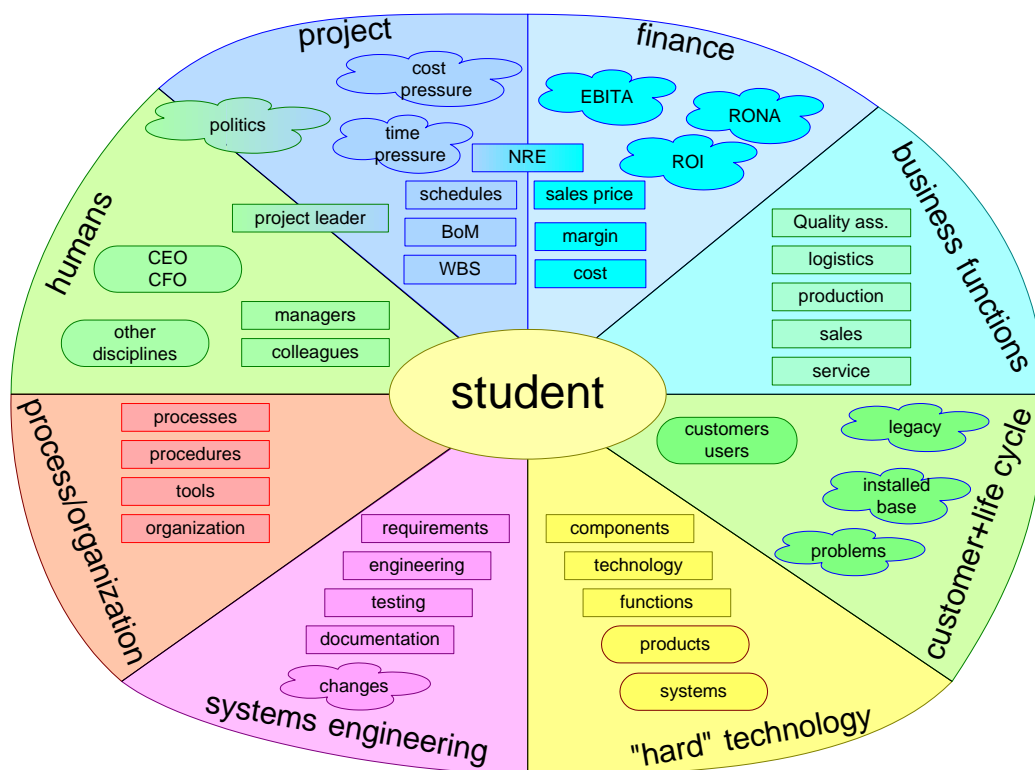 project
cost
pressure
politics
time
pressure
NRE
schedules
BoM
WBS
finance
EBITA
RONA
ROI
sales price
margin
cost
business functions
Quality ass.
logistics
production
sales
service
humans
project leader
CEO
CFO
managers
other
disciplines
colleagues
student
process/organization
processes
procedures
tools
organization
systems engineering
requirements
engineering
testing
documentation
changes
"hard" technology
components
technology
functions
products
systems
customer+life cycle
customers
users
legacy
installed
base
problems